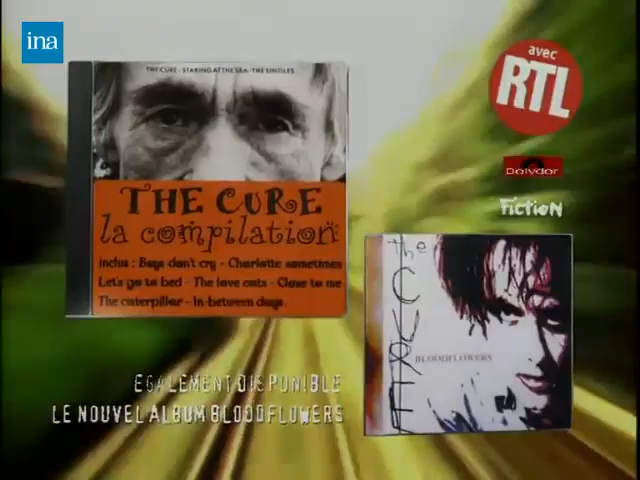 ina
THE CURE - STARING AT THE SEA - THE SINGLES
avec
RTL
THE CURE
la compilation
inclus : Boys don't cry - Charlotte sometimes
Let's go to bed - The love cats - Close to me
The caterpillar - In between days
Polydor
Fiction
THE CURE
BLOODFLOWERS
EGALEMENT DISPONIBLE
LE NOUVEL ALBUM BLOODFLOWERS